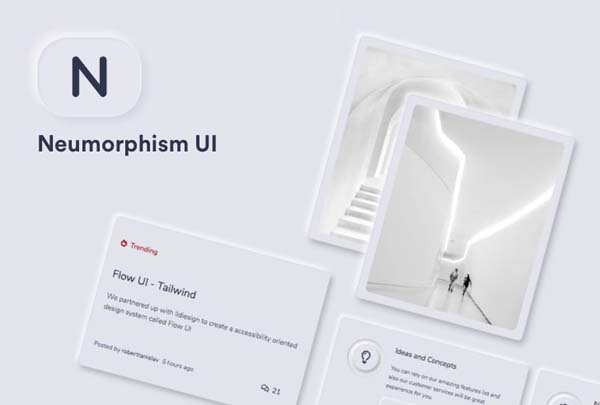 N
Neumorphism UI
Trending
Flow UI - Tailwind
We partnered up with Ildiesign to create a accessibility oriented
design system called Flow UI
Posted by roberttanislav 5 hours ago
21
Ideas and Concepts
You can rely on our amazing features list and
also our customer services will be great
experience for you